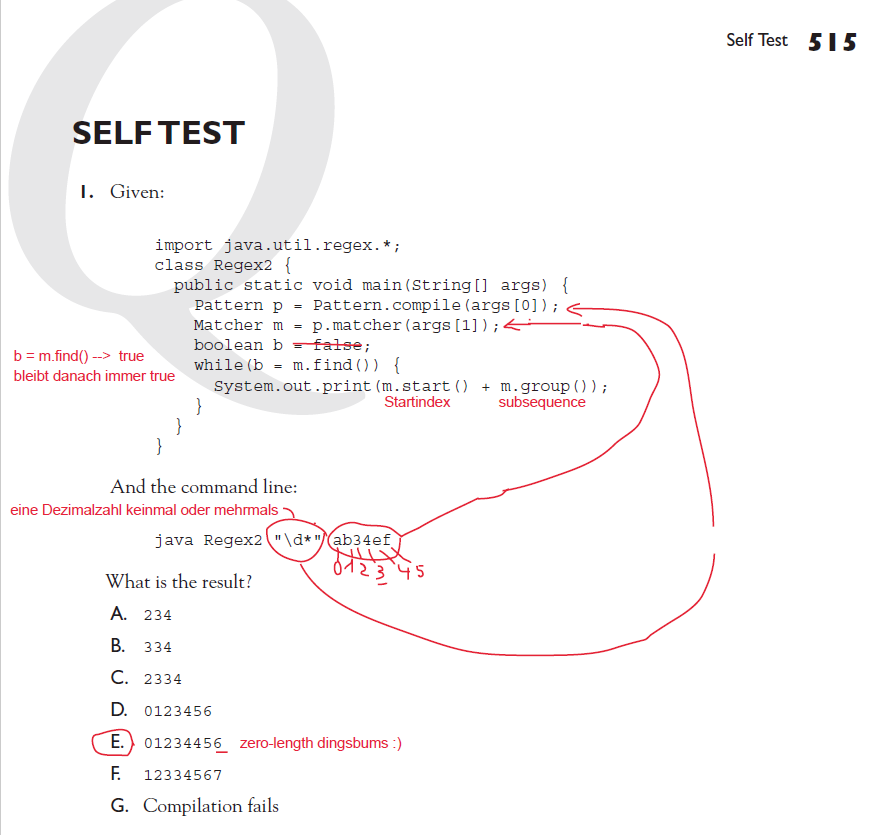 Self Test 515
SELF TEST
1. Given:
import java.util.regex.*;
class Regex2 {
public static void main(String[] args) {
Pattern p = Pattern.compile(args[0]);
Matcher m = p.matcher(args[1]);
boolean b = false;
b = m.find() --> true
while(b = m.find()) {
bleibt danach immer true
System.out.print(m.start() + m.group());
Startindex subsequence
}
}
}
And the command line:
eine Dezimalzahl keinmal oder mehrmals
java Regex2 "\d*" ab34ef
0 1 2 3 4 5
What is the result?
A. 234
B. 334
C. 2334
D. 0123456
E. 01234456 zero-length dingsbums :)
F. 12334567
G. Compilation fails